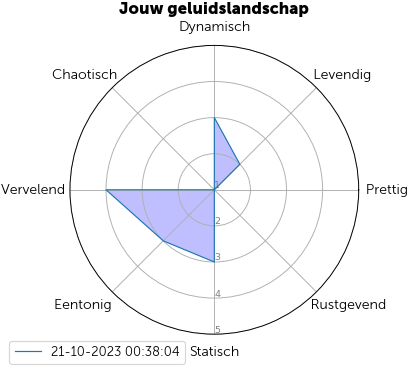 Jouw geluidslandschap
Dynamisch
Chaotisch
Levendig
Vervelend
1
Prettig
2
3
Eentonig
4
Rustgevend
5
21-10-2023 00:38:04
Statisch